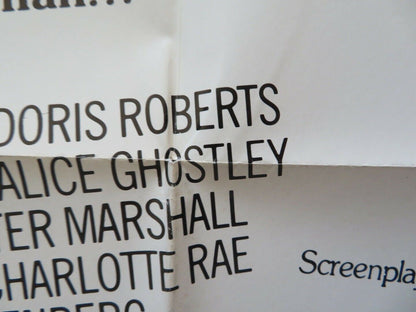 DORIS ROBERTS
ALICE GHOSTLEY
TER MARSHALL
CHARLOTTE RAE
Screenplay